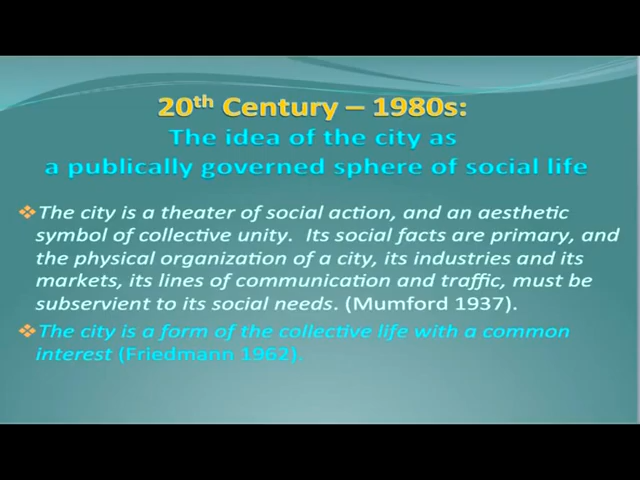 20th Century – 1980s:
The idea of the city as
a publically governed sphere of social life
❖The city is a theater of social action, and an aesthetic
symbol of collective unity.  Its social facts are primary, and
the physical organization of a city, its industries and its
markets, its lines of communication and traffic, must be
subservient to its social needs. (Mumford 1937).
❖The city is a form of the collective life with a common
interest (Friedmann 1962).